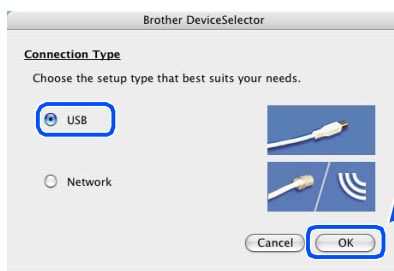 Brother DeviceSelector
Connection Type
Choose the setup type that best suits your needs.
USB
Network
Cancel
OK